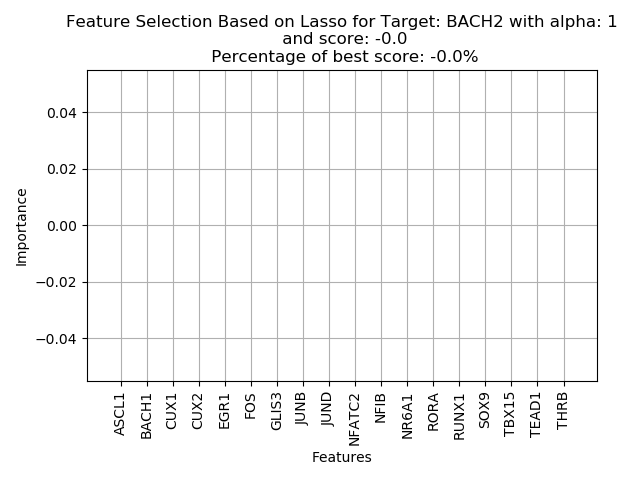 Feature Selection Based on Lasso for Target: BACH2 with alpha: 1
and score: -0.0
Percentage of best score: -0.0%
0.04
0.02
0.00
−0.02
−0.04
Importance
ASCL1
BACH1
CUX1
CUX2
EGR1
FOS
GLIS3
JUNB
JUND
NFATC2
NFIB
NR6A1
RORA
RUNX1
SOX9
TBX15
TEAD1
THRB
Features